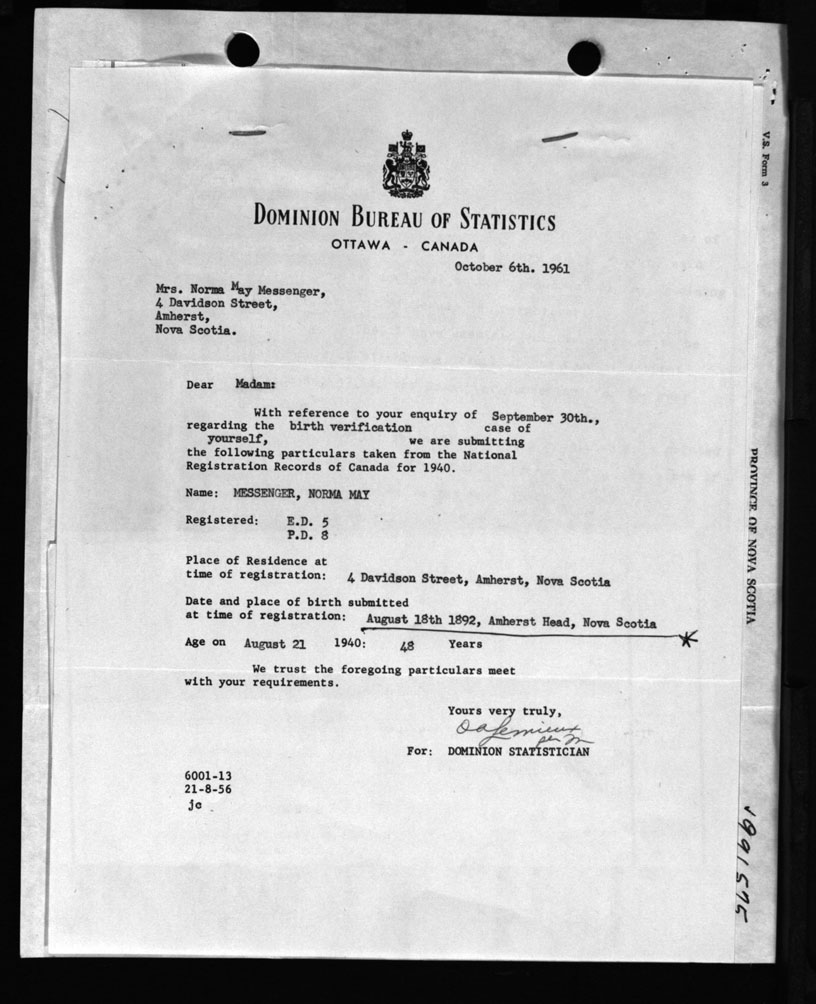 DOMINION BUREAU OF STATISTICS
OTTAWA - CANADA
October 6th. 1961
Mrs. Norma May Messenger,
4 Davidson Street,
Amherst,
Nova Scotia.
Dear Madam:
With reference to your enquiry of September 30th.,
regarding the birth verification case of
yourself, we are submitting
the following particulars taken from the National
Registration Records of Canada for 1940.
Name: MESSENGER, NORMA MAY
Registered: E.D. 5
P.D. 8
Place of Residence at
time of registration: 4 Davidson Street, Amherst, Nova Scotia
Date and place of birth submitted
at time of registration: August 18th 1892, Amherst Head, Nova Scotia
Age on August 21 1940: 48 Years
We trust the foregoing particulars meet
with your requirements.
Yours very truly,
O A Lemieux
per m
For: DOMINION STATISTICIAN
6001-13
21-8-56
jc
V.S. Form 3
PROVINCE OF NOVA SCOTIA